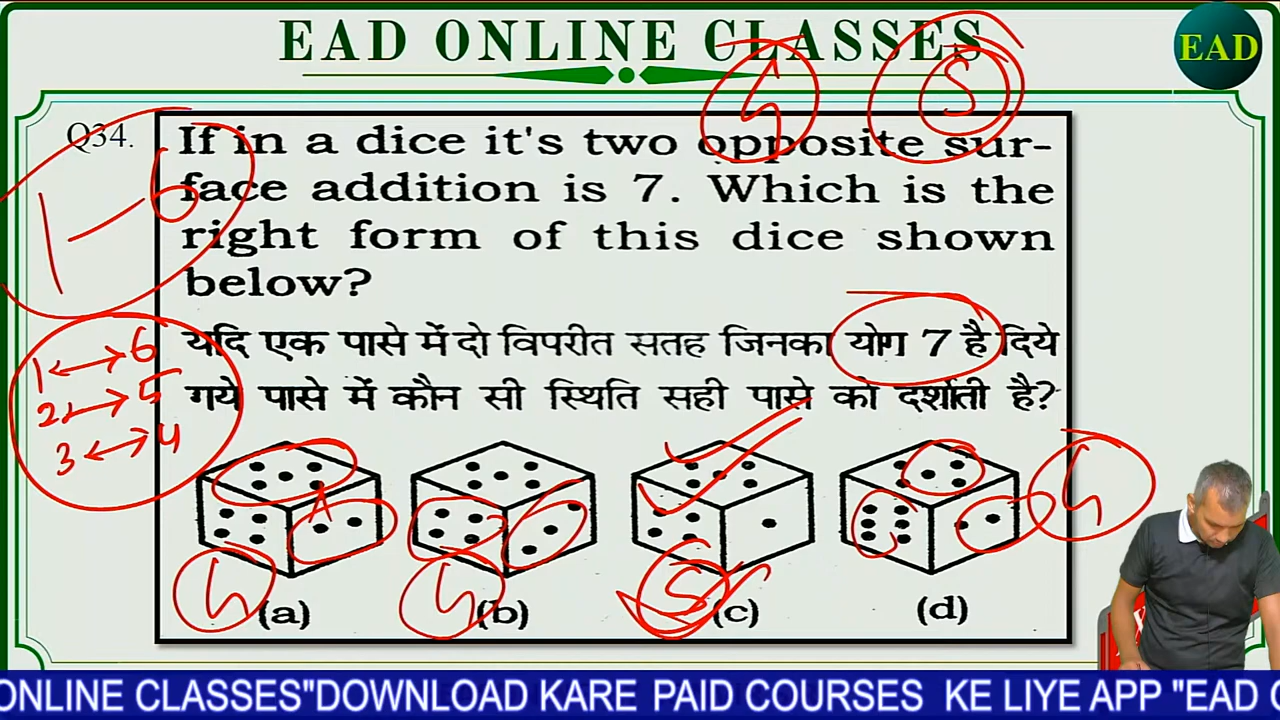 EAD ONLINE CLASSES
EAD
Q34.
If in a dice it's two opposite sur-
face addition is 7. Which is the
right form of this dice shown
below?
यदि एक पासे में दो विपरीत सतह जिनका योग 7 है दिये
गये पासे में कौन सी स्थिति सही पासे को दर्शाती है?
1-6
1↔6
2↔5
3↔4
(a)
(b)
(c)
(d)
ONLINE CLASSES"DOWNLOAD KARE PAID COURSES KE LIYE APP "EAD